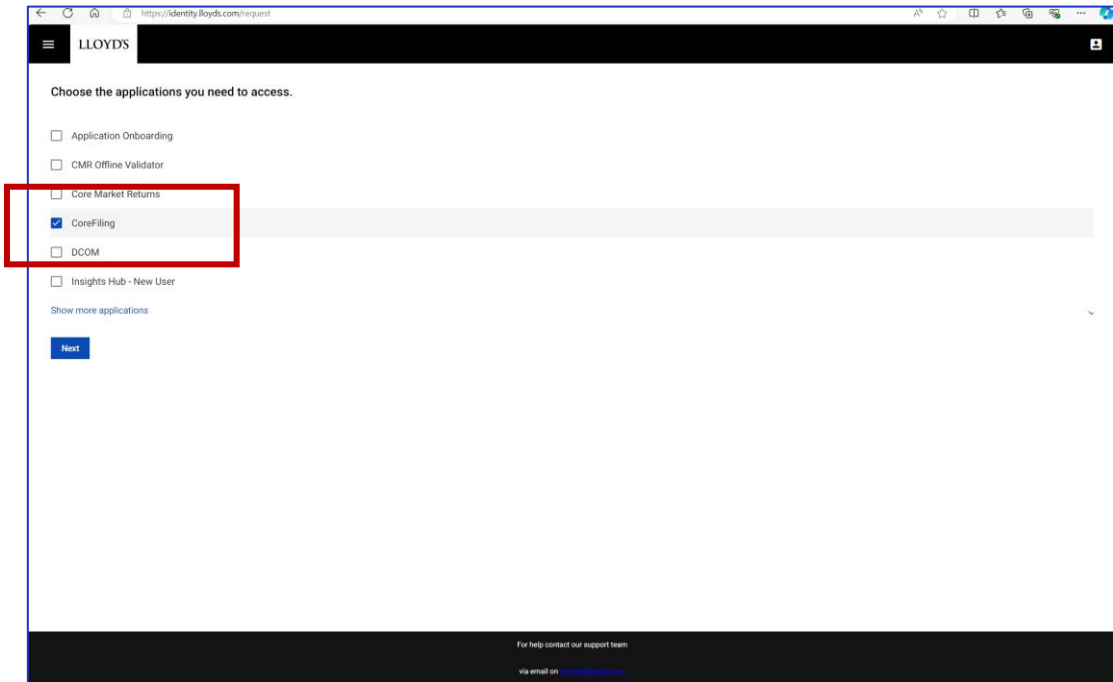 https://identity.lloyds.com/request
LLOYD'S
Choose the applications you need to access.
Application Onboarding
CMR Offline Validator
Core Market Returns
CoreFiling
DCOM
Insights Hub - New User
Show more applications
Next
For help contact our support team
via email on